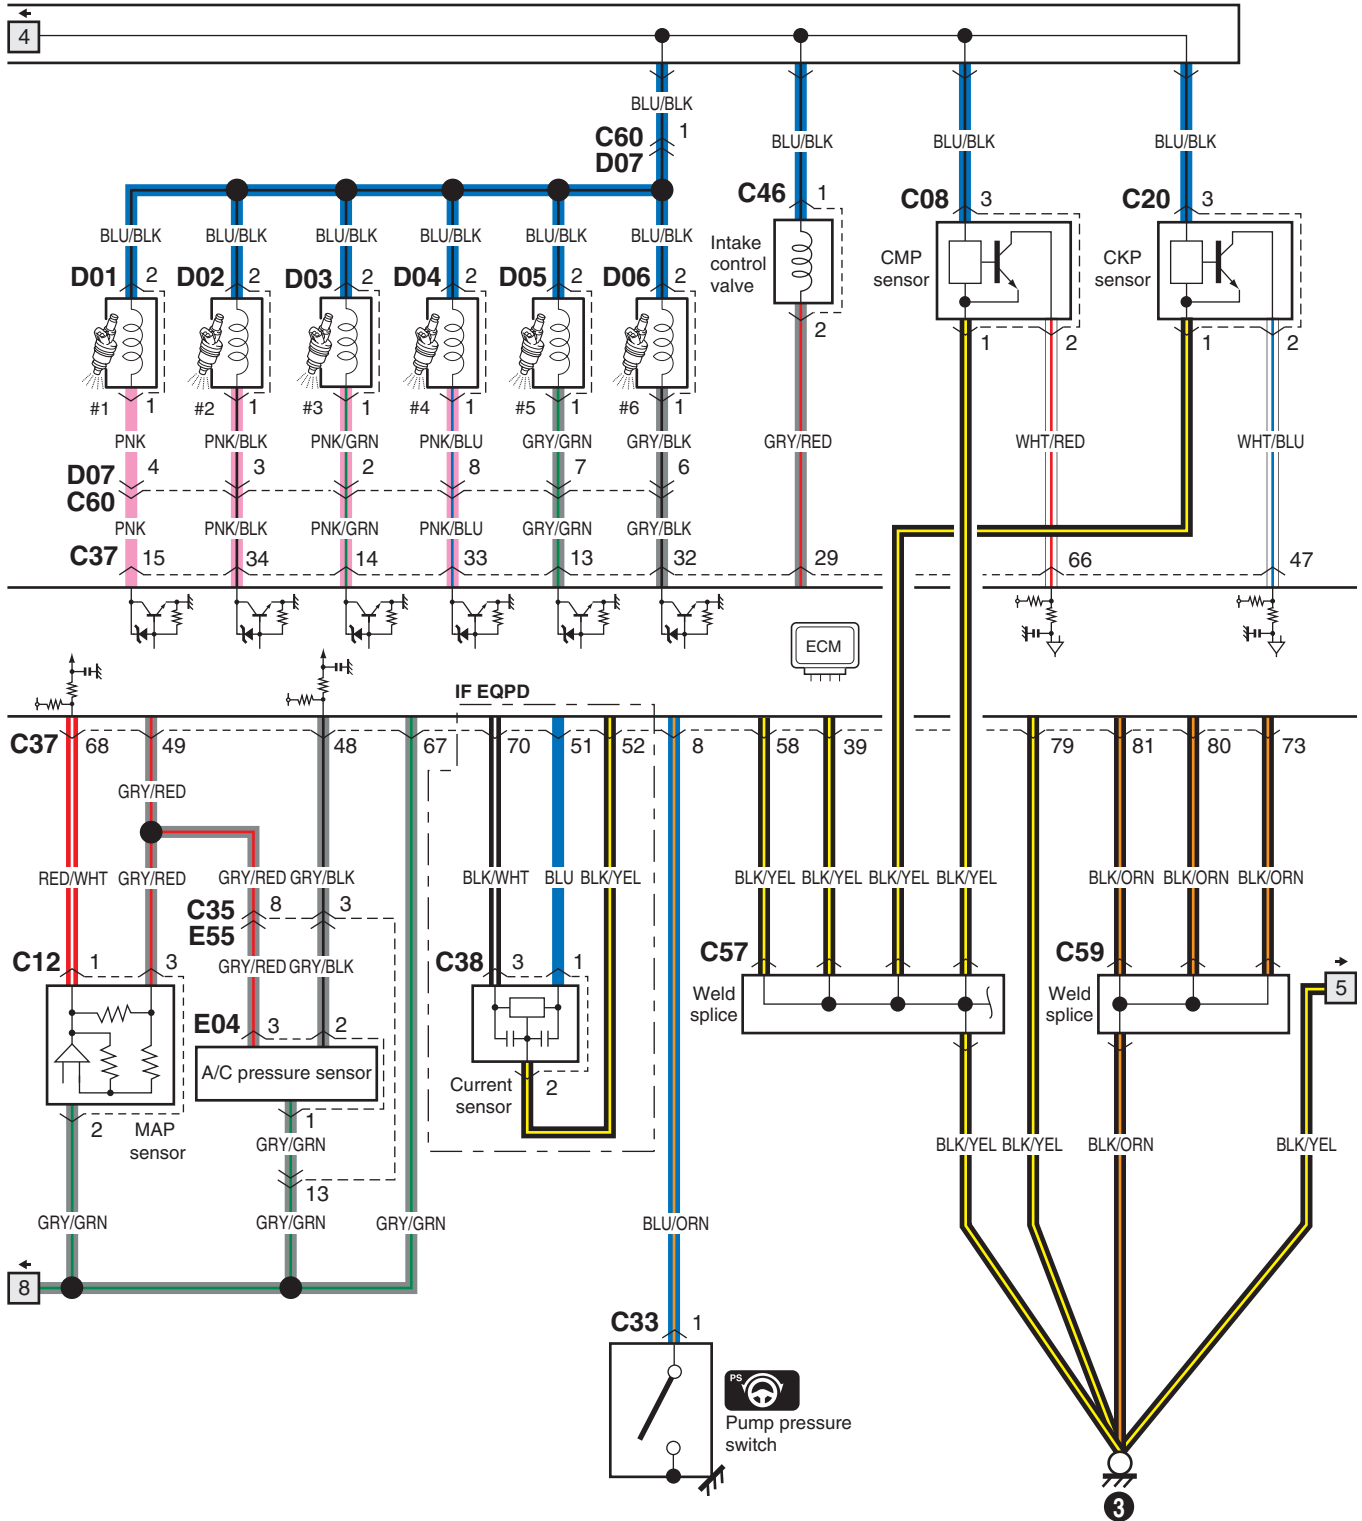 4
BLU/BLK
C60 1
D07
BLU/BLK BLU/BLK BLU/BLK
C46 1 C08 3 C20 3
BLU/BLK BLU/BLK BLU/BLK BLU/BLK BLU/BLK BLU/BLK
Intake
control
valve
CMP
sensor
CKP
sensor
D01 2 D02 2 D03 2 D04 2 D05 2 D06 2
2 1 2 1 2
#1 1 #2 1 #3 1 #4 1 #5 1 #6 1
PNK PNK/BLK PNK/GRN PNK/BLU GRY/GRN GRY/BLK GRY/RED WHT/RED WHT/BLU
D07 4 3 2 8 7 6
C60
PNK PNK/BLK PNK/GRN PNK/BLU GRY/GRN GRY/BLK
C37 15 34 14 33 13 32 29 66 47
ECM
IF EQPD
C37 68 49 48 67 70 51 52 8 58 39 79 81 80 73
GRY/RED
RED/WHT GRY/RED GRY/RED GRY/BLK BLK/WHT BLU BLK/YEL BLK/YEL BLK/YEL BLK/YEL BLK/YEL BLK/ORN BLK/ORN BLK/ORN
C35 8 3
E55
C12 1 3 GRY/RED GRY/BLK C38 3 1 C57 C59
Weld
splice
Weld
splice
5
E04 3 2
A/C pressure sensor
Current
sensor
2
2 MAP
sensor
1
GRY/GRN BLK/YEL BLK/YEL BLK/ORN BLK/YEL
13
GRY/GRN GRY/GRN GRY/GRN BLU/ORN
8
C33 1
PS
Pump pressure
switch
3